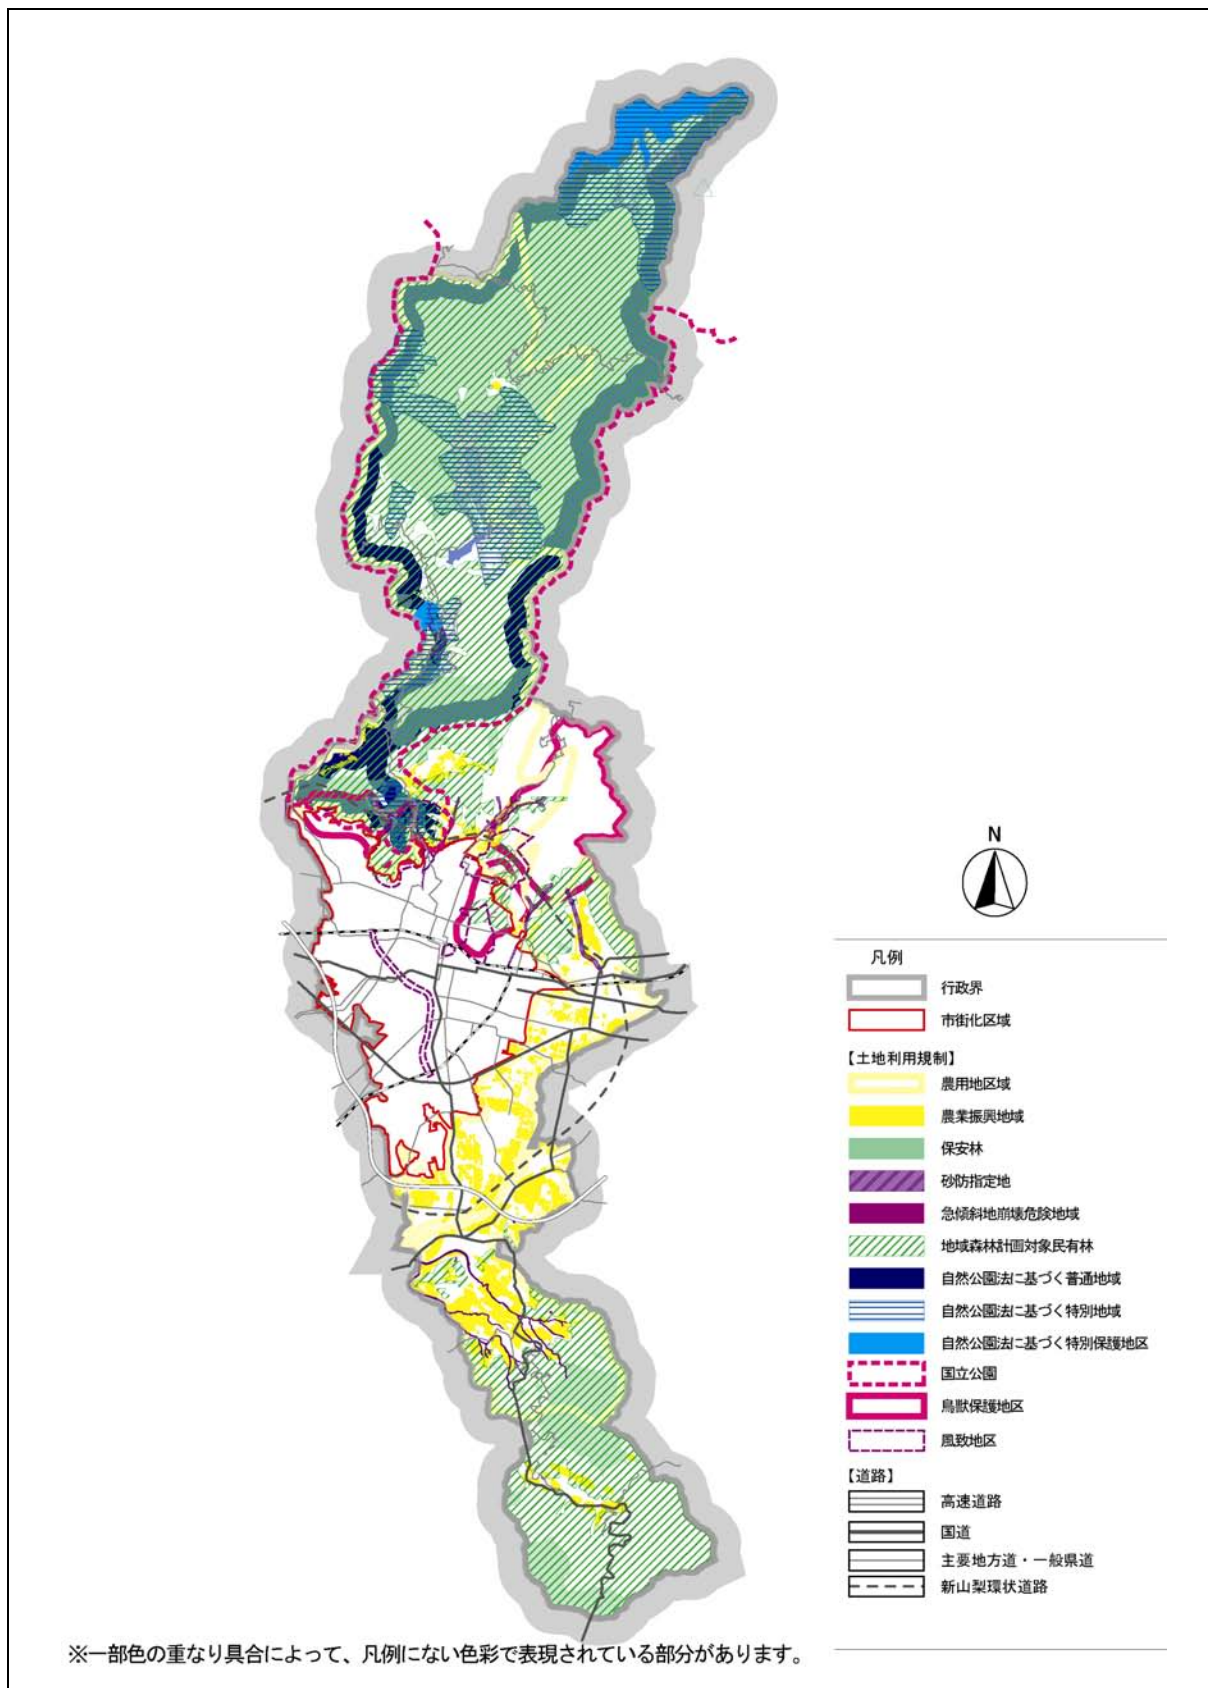 N
凡例
行政界
市街化区域
【土地利用規制】
農用地区域
農業振興地域
保安林
砂防指定地
急傾斜地崩壊危険地域
地域森林計画対象民有林
自然公園法に基づく普通地域
自然公園法に基づく特別地域
自然公園法に基づく特別保護地区
国立公園
鳥獣保護地区
風致地区
【道路】
高速道路
国道
主要地方道・一般県道
新山梨環状道路
※一部色の重なり具合によって、凡例にない色彩で表現されている部分があります。